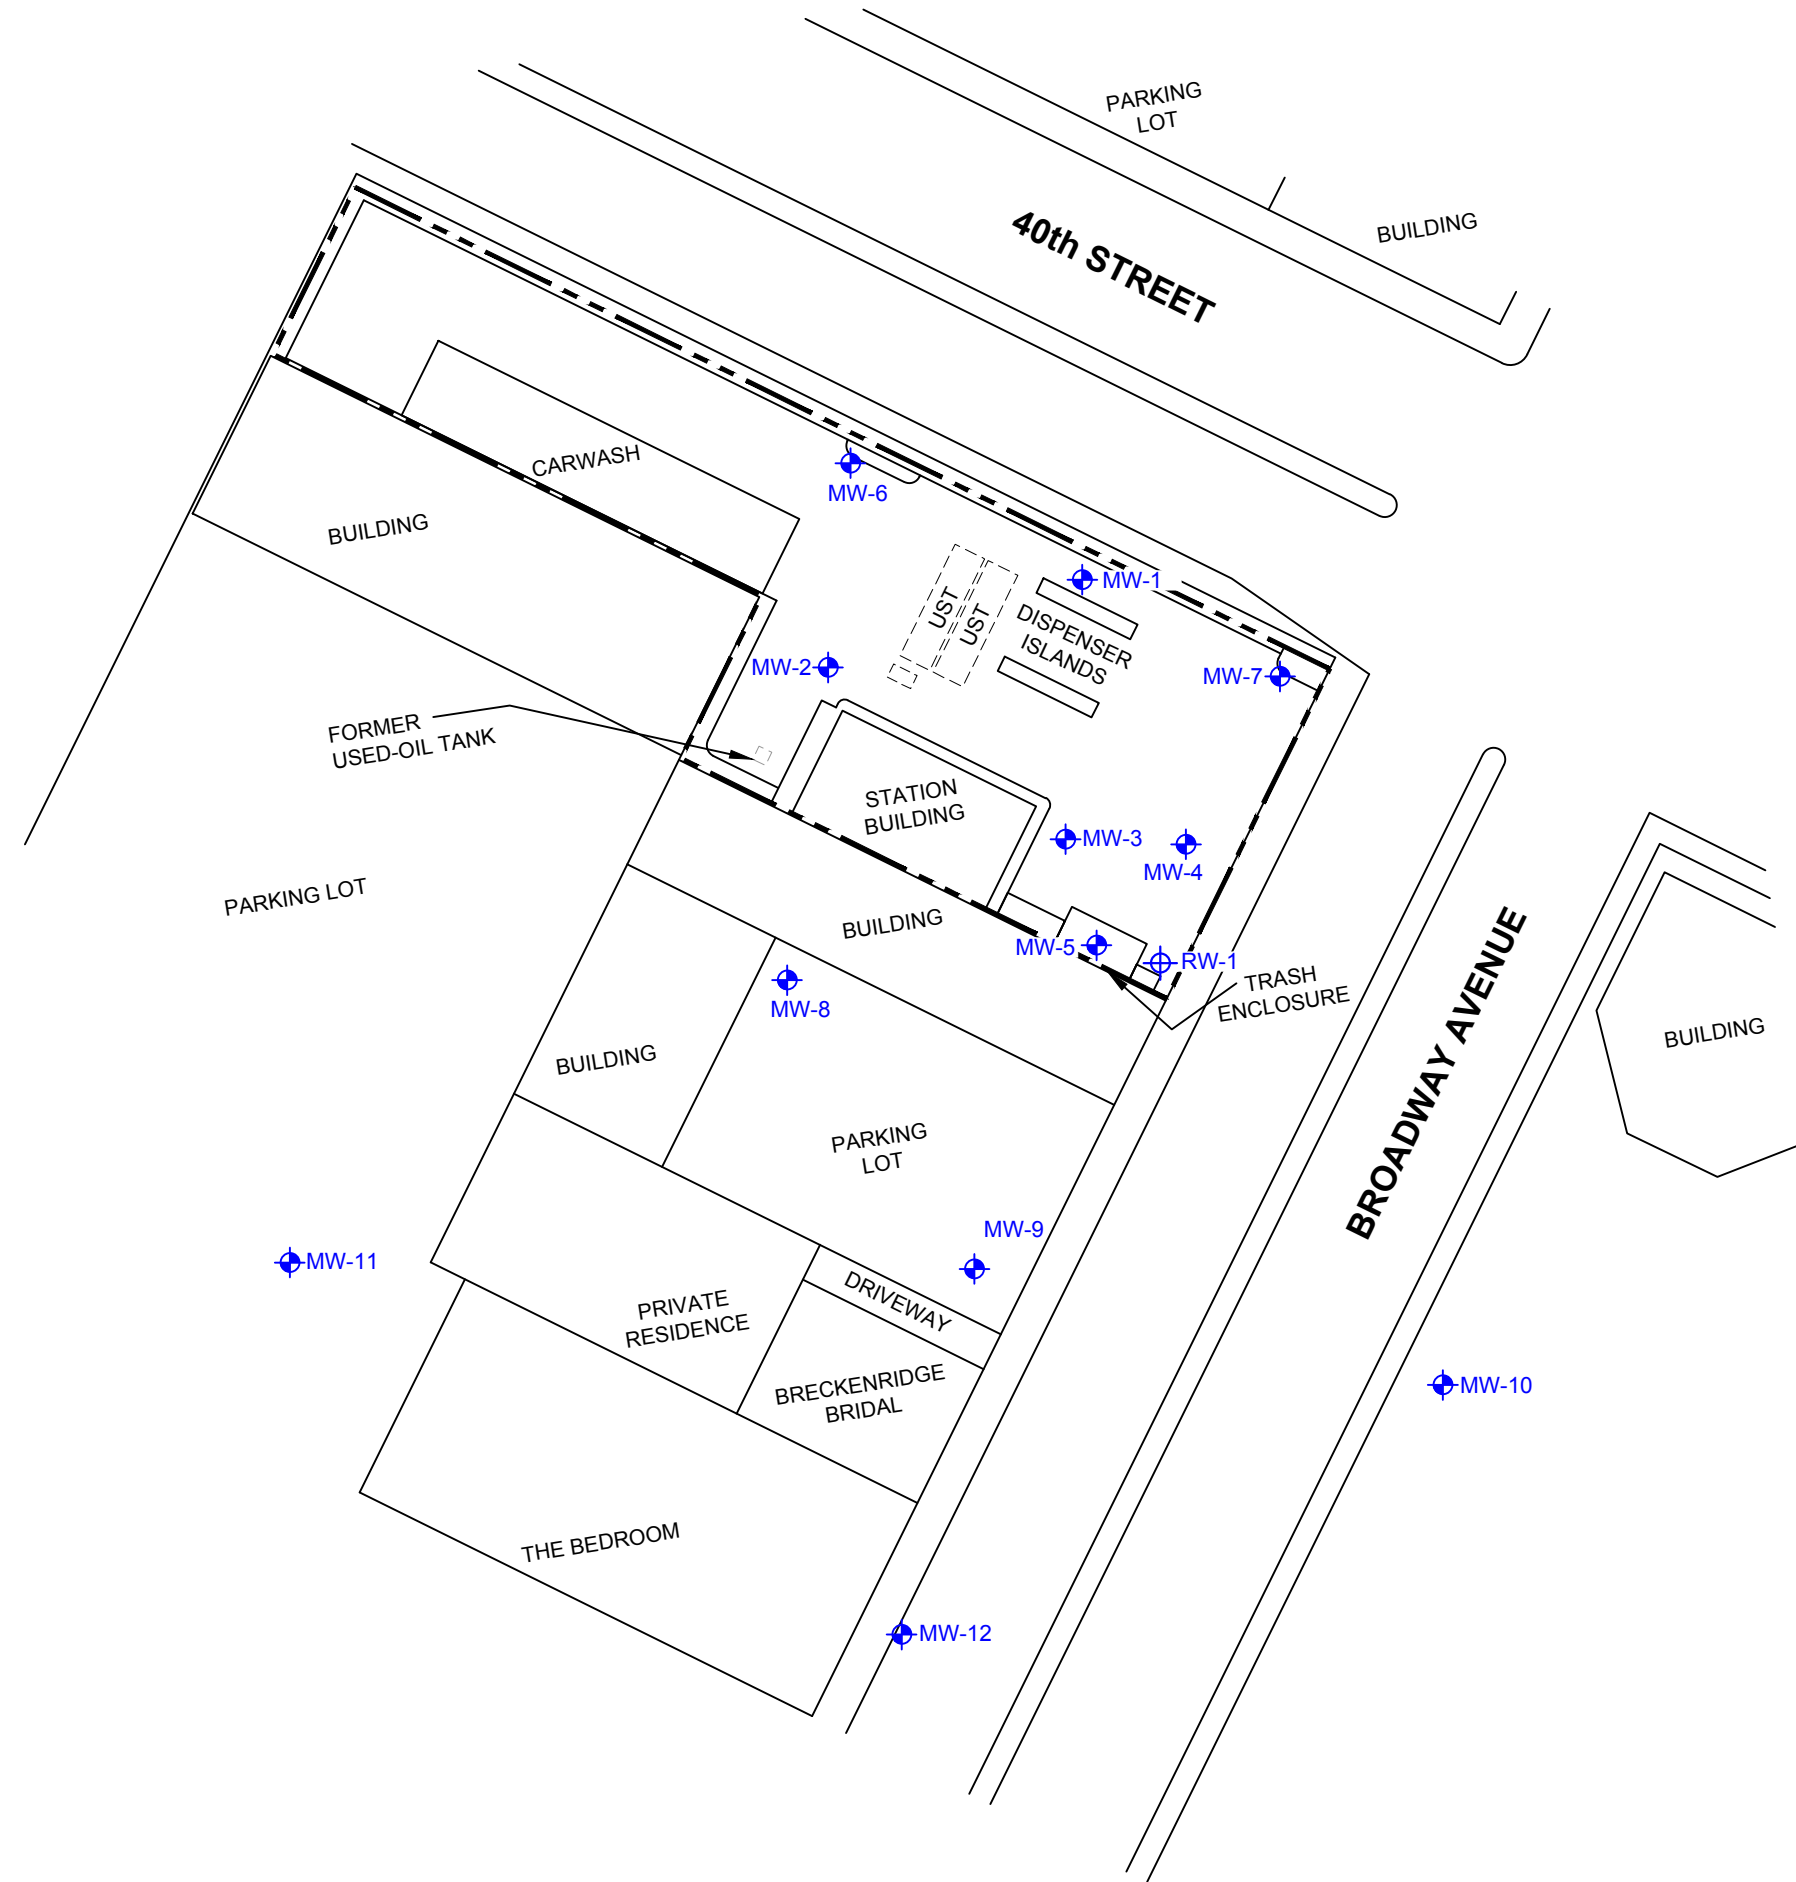 PARKING
LOT
BUILDING
40th STREET
CARWASH
MW-6
BUILDING
MW-1
UST
UST
DISPENSER
ISLANDS
MW-2
MW-7
FORMER
USED-OIL TANK
STATION
BUILDING
MW-3
MW-4
PARKING LOT
BUILDING
MW-5
RW-1
TRASH
ENCLOSURE
MW-8
BUILDING
BROADWAY AVENUE
BUILDING
PARKING
LOT
MW-9
MW-11
DRIVEWAY
PRIVATE
RESIDENCE
BRECKENRIDGE
BRIDAL
MW-10
THE BEDROOM
MW-12